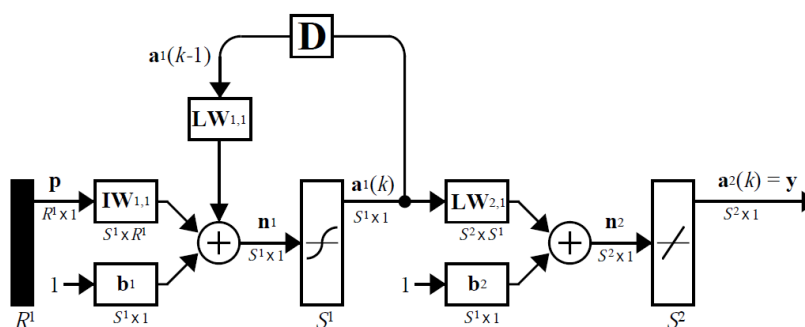 D
a1(k-1)
LW1,1
p
R1 x 1
IW1,1
S1 x R1
1
b1
S1 x 1
n1
S1 x 1
S1
R1
a1(k)
S1 x 1
LW2,1
S2 x S1
1
b2
S1 x 1
n2
S2 x 1
S2
a2(k) = y
S2 x 1